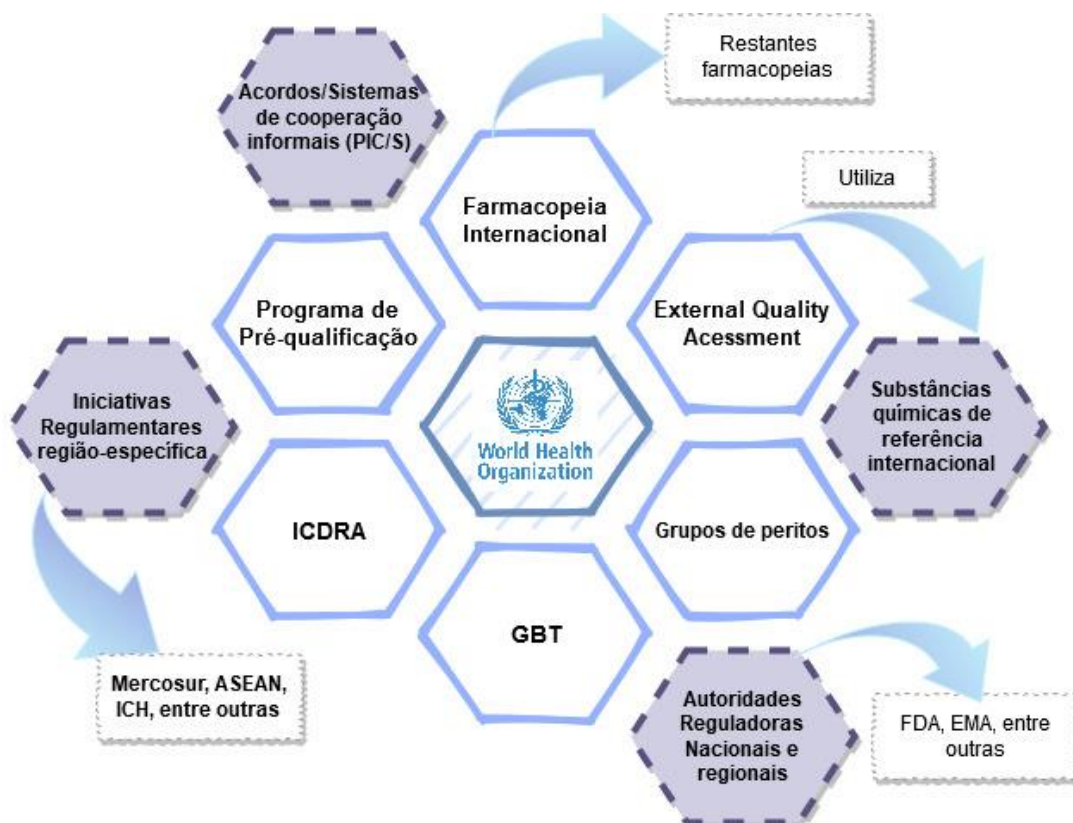 Restantes
farmacopeias
Acordos/Sistemas
de cooperação
informais (PIC/S)
Utiliza
Farmacopeia
Internacional
Programa de
Pré-qualificação
External Quality
Acessment
Iniciativas
Regulamentares
região-específica
World Health
Organization
Substâncias
químicas de
referência
internacional
ICDRA
Grupos de peritos
GBT
Mercosur, ASEAN,
ICH, entre outras
Autoridades
Reguladoras
Nacionais e
regionais
FDA, EMA, entre
outras